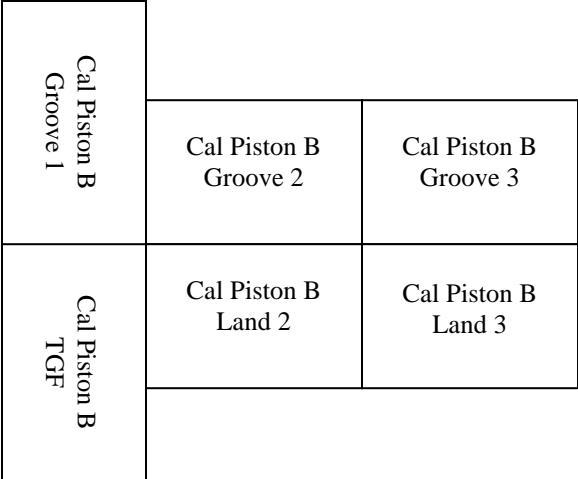 Cal Piston B
Groove 1
Cal Piston B
Groove 2
Cal Piston B
Groove 3
Cal Piston B
TGF
Cal Piston B
Land 2
Cal Piston B
Land 3